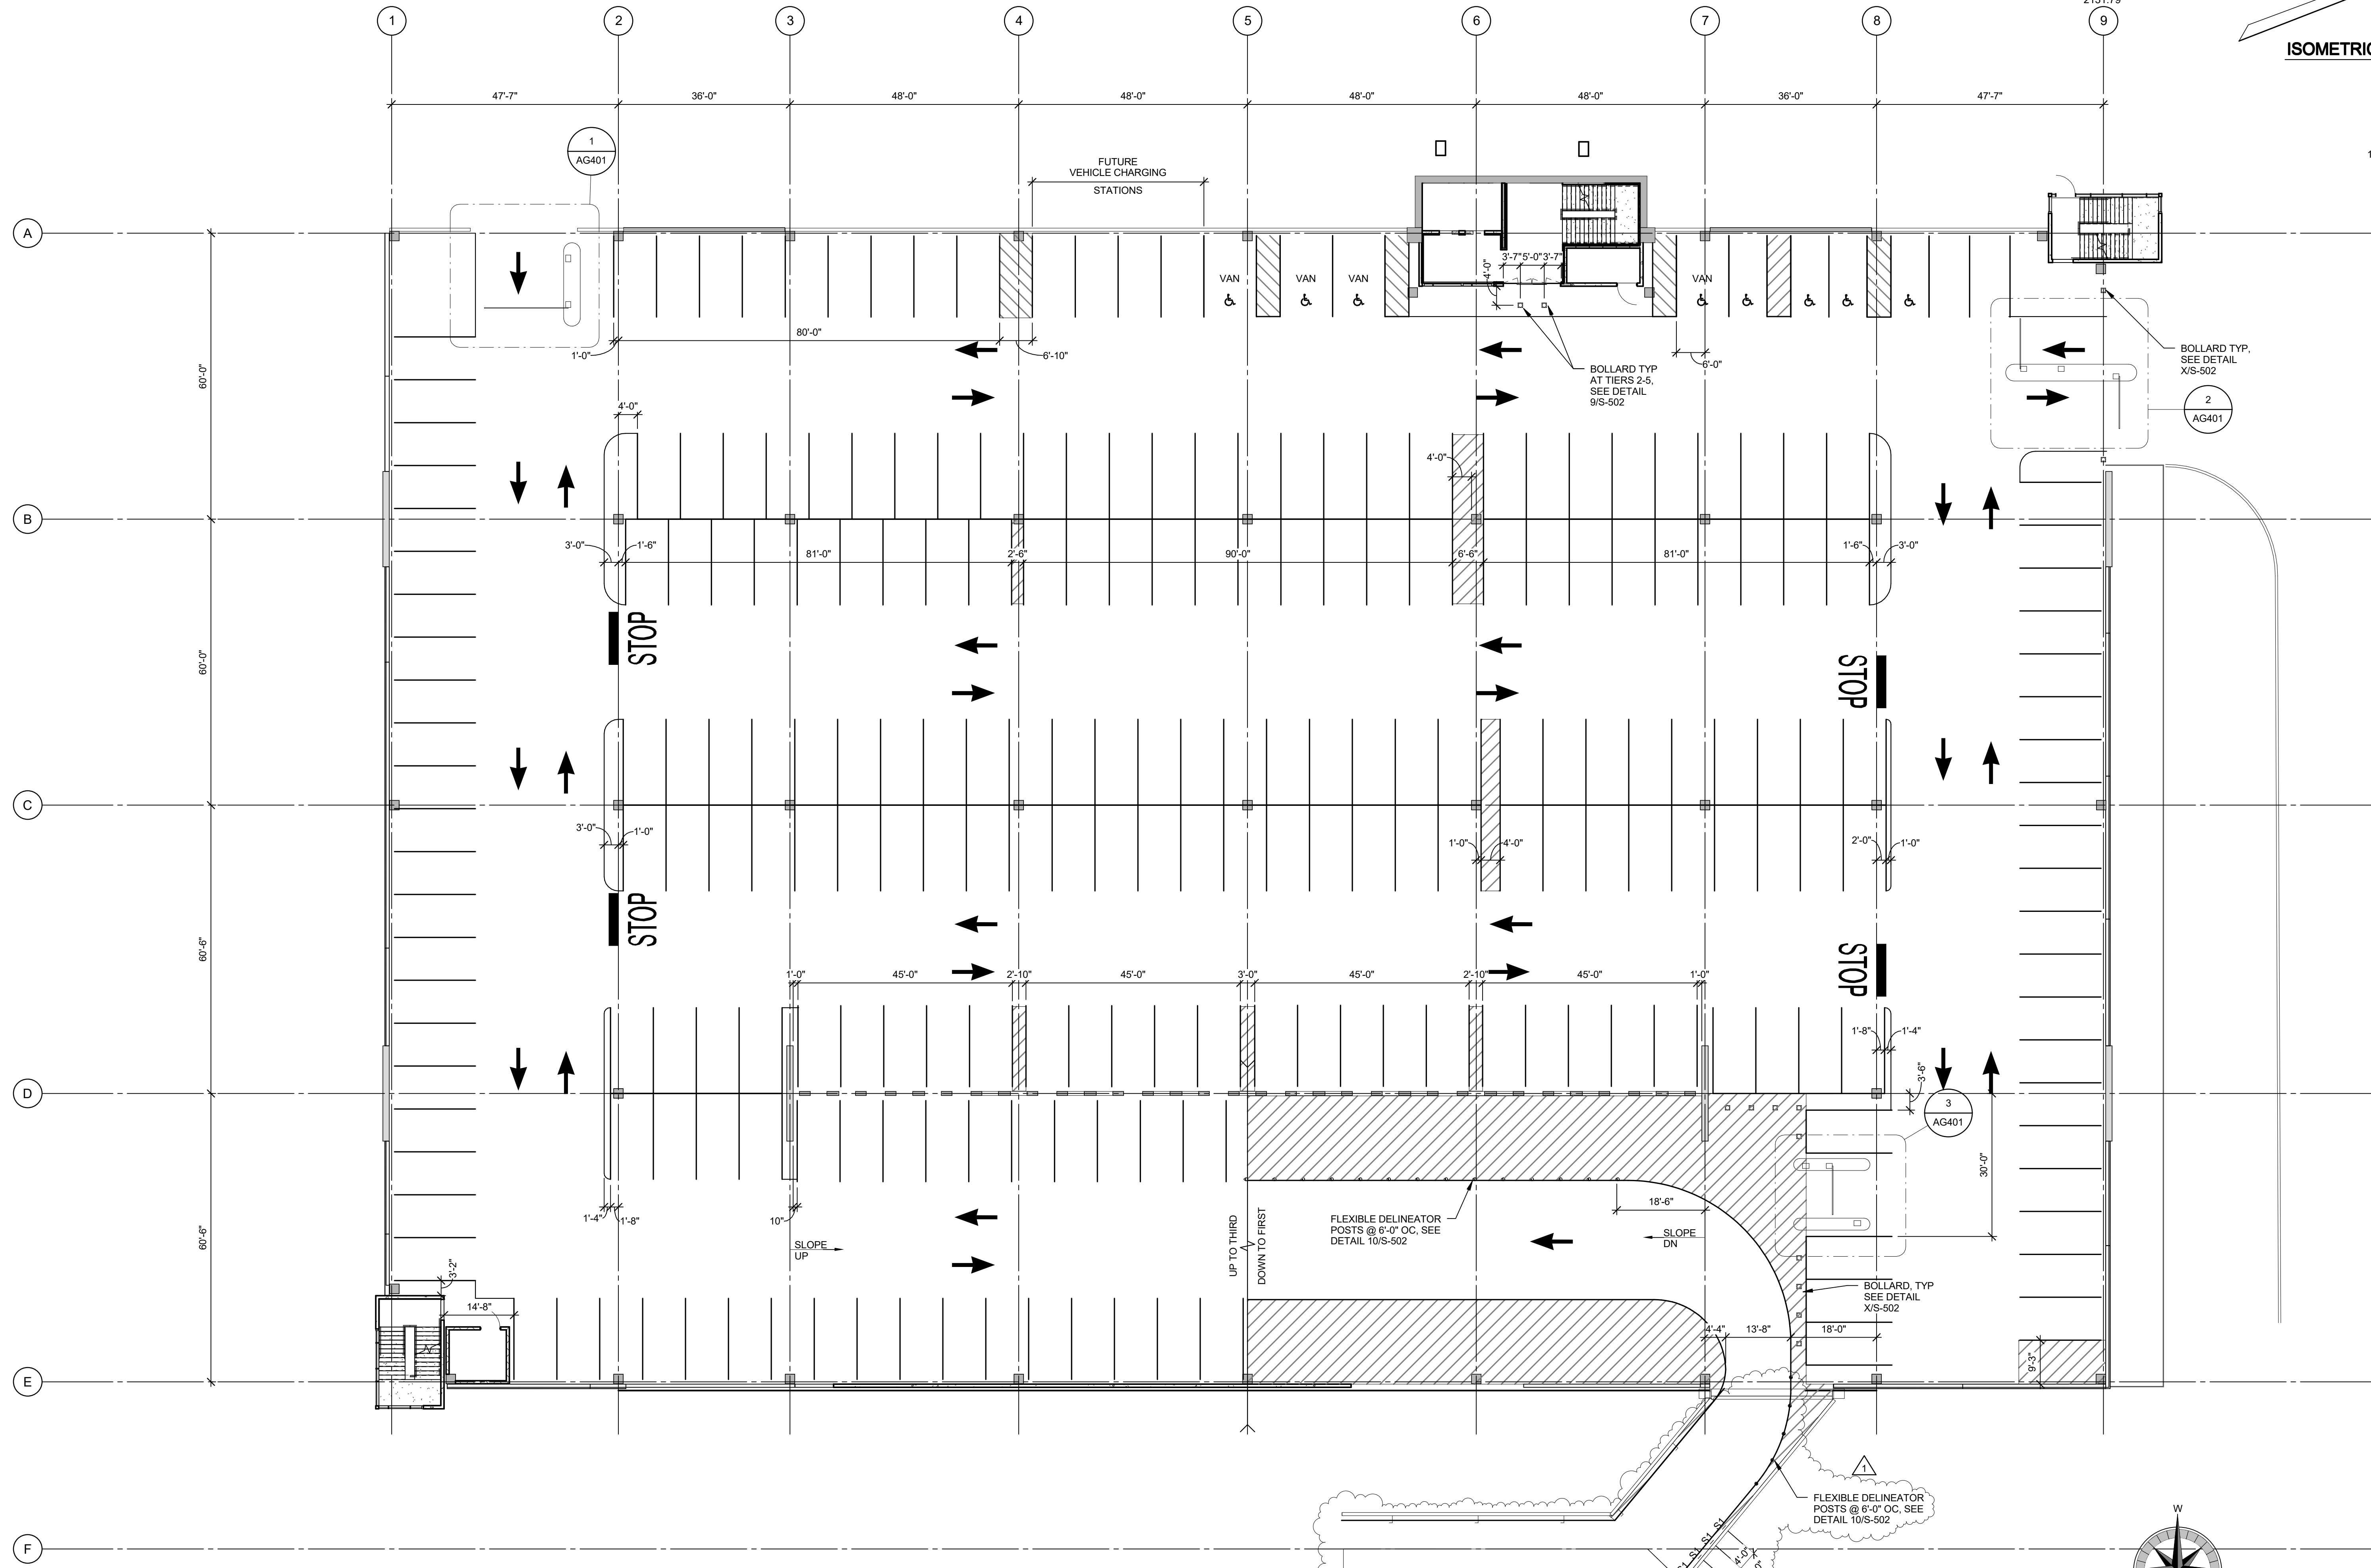 1 2 3 4 5 6 7 8 9
2151.79
ISOMETRIC
47'-7" 36'-0" 48'-0" 48'-0" 48'-0" 48'-0" 36'-0" 47'-7"
1
AG401
FUTURE
VEHICLE CHARGING
STATIONS
1
A
3'-7" 5'-0" 3'-7"
4'-0"
VAN VAN VAN VAN
80'-0"
1'-0" 6'-10" 6'-0"
BOLLARD TYP
AT TIERS 2-5,
SEE DETAIL
9/S-502
BOLLARD TYP,
SEE DETAIL
X/S-502
2
AG401
60'-0"
4'-0"
4'-0"
B
3'-0" 1'-6" 81'-0" 2'-6" 90'-0" 6'-6" 81'-0" 1'-6" 3'-0"
STOP
STOP
60'-0"
C
3'-0" 1'-0" 1'-0" 4'-0" 2'-0" 1'-0"
STOP
STOP
60'-6"
1'-0" 45'-0" 2'-10" 45'-0" 3'-0" 45'-0" 2'-10" 45'-0" 1'-0"
1'-8" 1'-4"
3'-6"
D
3
AG401
30'-0"
18'-6"
1'-4" 1'-8" 10"
FLEXIBLE DELINEATOR
POSTS @ 6'-0" OC, SEE
DETAIL 10/S-502
SLOPE
UP
UP TO THIRD
DOWN TO FIRST
SLOPE
DN
60'-6"
3'-2"
14'-8"
BOLLARD, TYP
SEE DETAIL
X/S-502
4'-4" 13'-8" 18'-0"
9'-3"
E
1
FLEXIBLE DELINEATOR
POSTS @ 6'-0" OC, SEE
DETAIL 10/S-502
W
S1 S1 S1
4'-0"
F